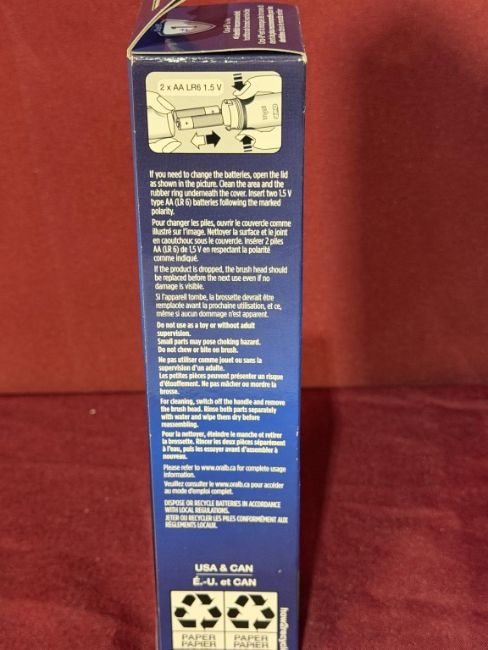 2 x AA LR6 1.5 V
If you need to change the batteries, open the lid
as shown in the picture. Clean the area and the
rubber ring underneath the cover. Insert two 1,5 V
type AA (LR 6) batteries following the marked
polarity.
Pour changer les piles, ouvrir le couvercle comme
illustré sur l'image. Nettoyer la surface et le joint
en caoutchouc sous le couvercle. Insérer 2 piles
AA (LR 6) de 1,5 V en respectant la polarité
comme indiqué.
If the product is dropped, the brush head should
be replaced before the next use even if no
damage is visible.
Si l'appareil tombe, la brossette devrait être
remplacée avant la prochaine utilisation, et ce,
même si aucun dommage n'est apparent.
Do not use as a toy or without adult
supervision.
Small parts may pose choking hazard.
Do not chew or bite on brush.
Ne pas utiliser comme jouet ou sans la
supervision d'un adulte.
Les petites pièces peuvent présenter un risque
d'étouffement. Ne pas mâcher ou mordre la
brosse.
For cleaning, switch off the handle and remove
the brush head. Rinse both parts separately
with water and wipe them dry before
reassembling.
Pour la nettoyer, éteindre le manche et retirer
la brossette. Rincer les deux pièces séparément
à l'eau, puis les essuyer avant d'assembler à
nouveau.
Please refer to www.oralb.ca for complete usage
information.
Veuillez consulter le www.oralb.ca pour accéder
au mode d'emploi complet.
DISPOSE OR RECYCLE BATTERIES IN ACCORDANCE
WITH LOCAL REGULATIONS.
JETER OU RECYCLER LES PILES CONFORMÉMENT AUX
RÈGLEMENTS LOCAUX.
USA & CAN
É.-U. et CAN
PAPER
PAPIER
PAPER
PAPIER
how2recycle